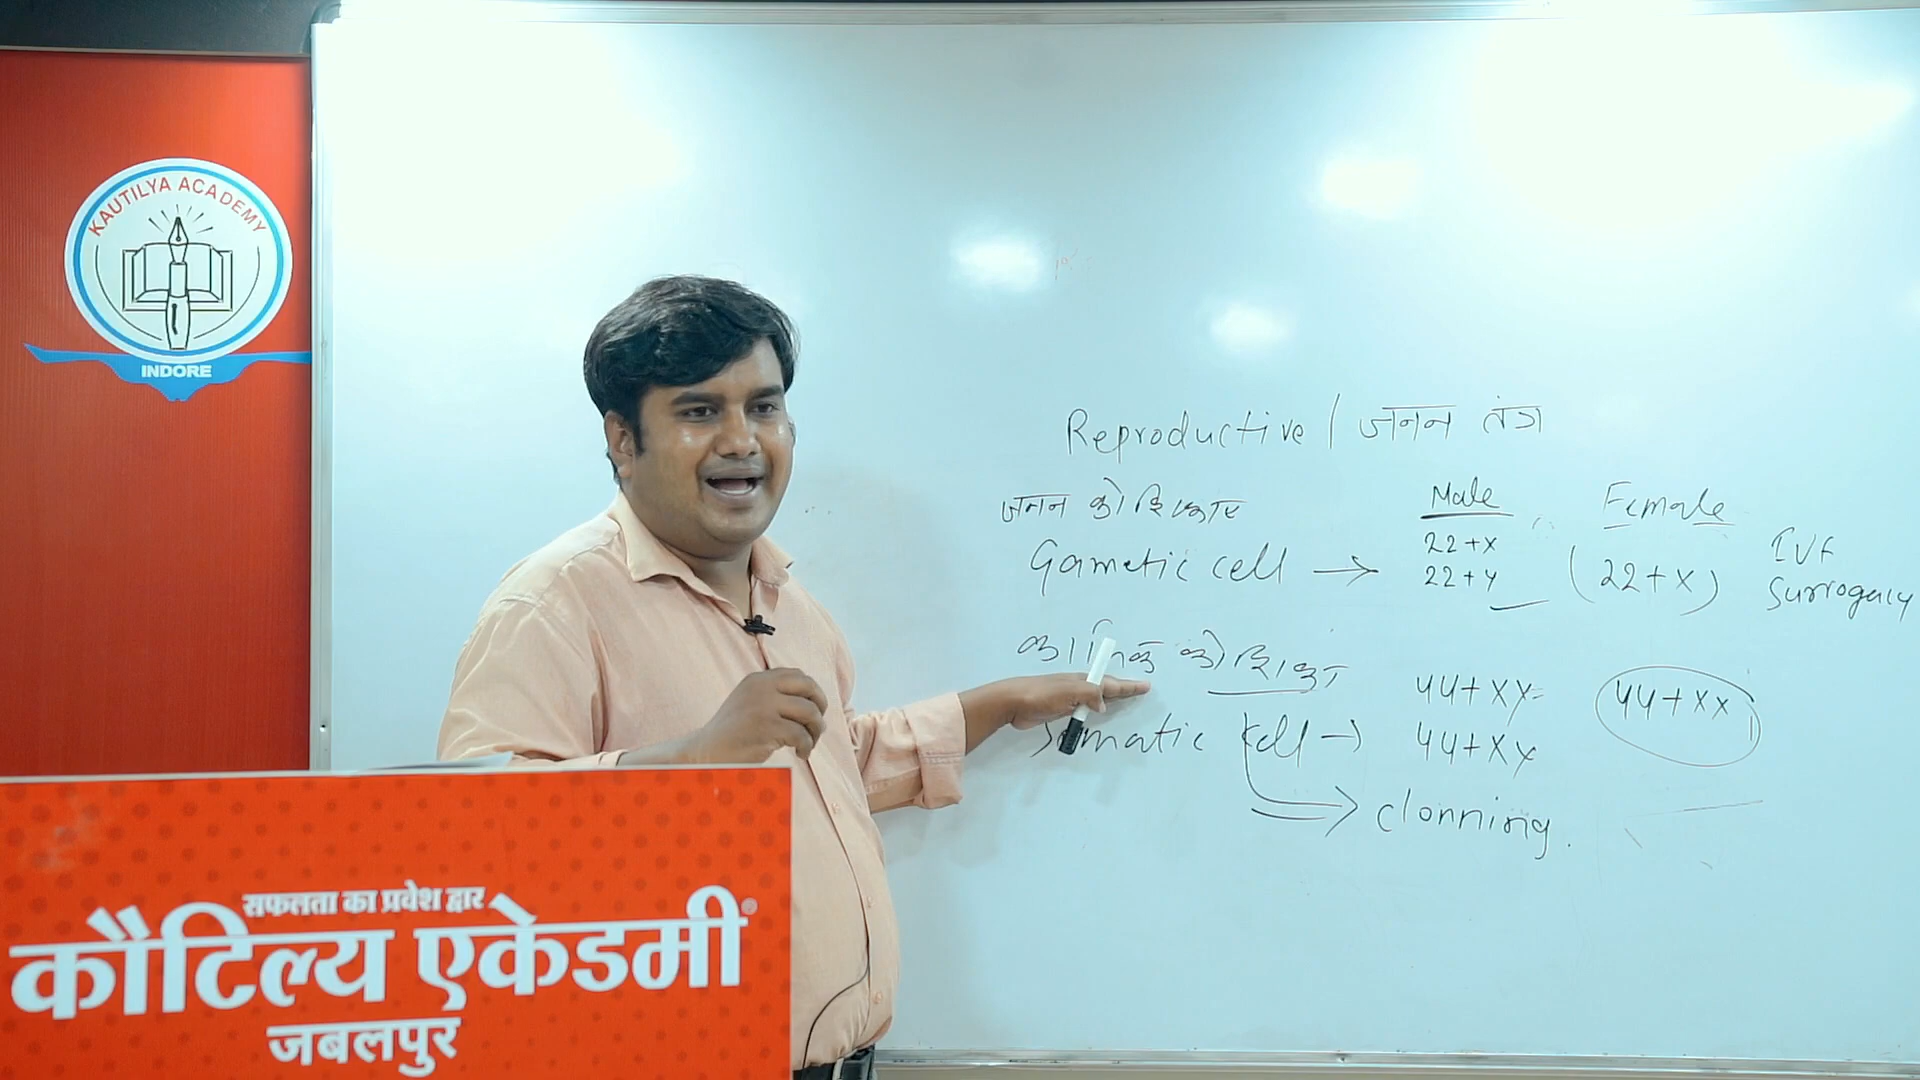 KAUTILYA ACADEMY
INDORE
Reproductive / जनन तंत्र
जनन कोशिकाए
Gametic cell →
Male
22+x
22+y
Female
(22+x)
IVF
Surrogacy
कोशिका
Somatic cell →
44+xy
44+xy
44+xx
clonning.
सफलता का प्रवेश द्वार
कौटिल्य एकेडमी
जबलपुर